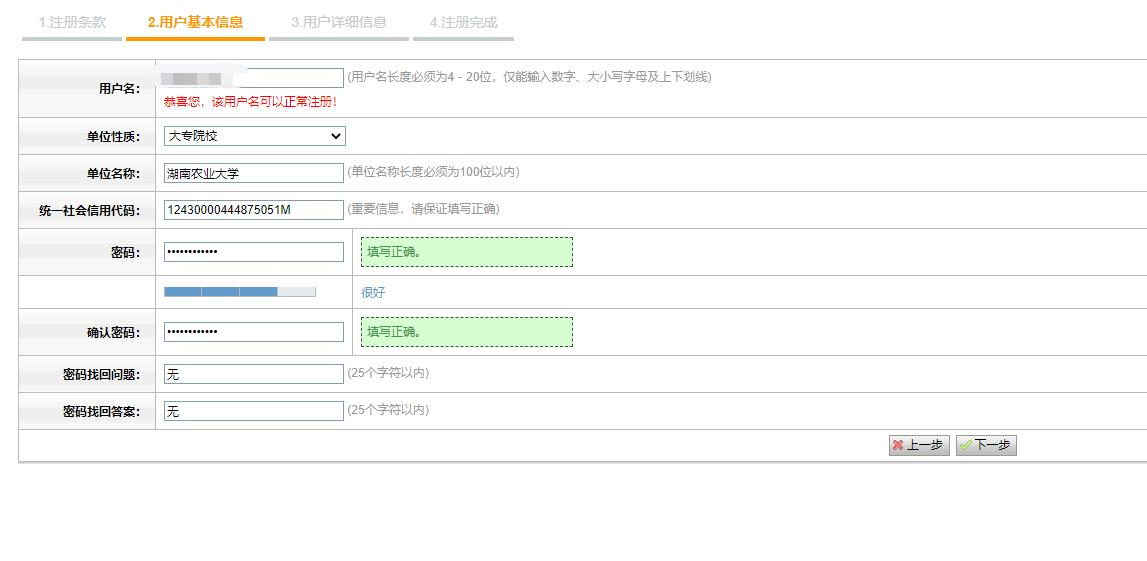 1.注册条款 2.用户基本信息 3.用户详细信息 4.注册完成
用户名： (用户名长度必须为4－20位，仅能输入数字、大小写字母及上下划线)
恭喜您，该用户名可以正常注册！
单位性质： 大专院校
单位名称： 湖南农业大学 (单位名称长度必须为100位以内)
统一社会信用代码： 12430000444875051M (重要信息，请保证填写正确)
密码： •••••••••••• 填写正确。
很好
确认密码： •••••••••••• 填写正确。
密码找回问题： 无 (25个字符以内)
密码找回答案： 无 (25个字符以内)
上一步 下一步